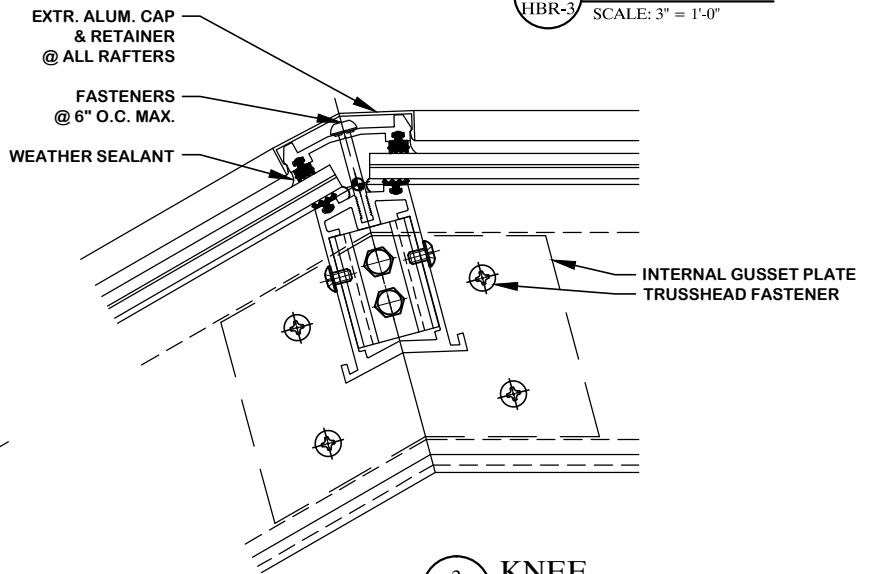 HBR-3
SCALE: 3" = 1'-0"
EXTR. ALUM. CAP
& RETAINER
@ ALL RAFTERS
FASTENERS
@ 6" O.C. MAX.
WEATHER SEALANT
INTERNAL GUSSET PLATE
TRUSSHEAD FASTENER
KNEE